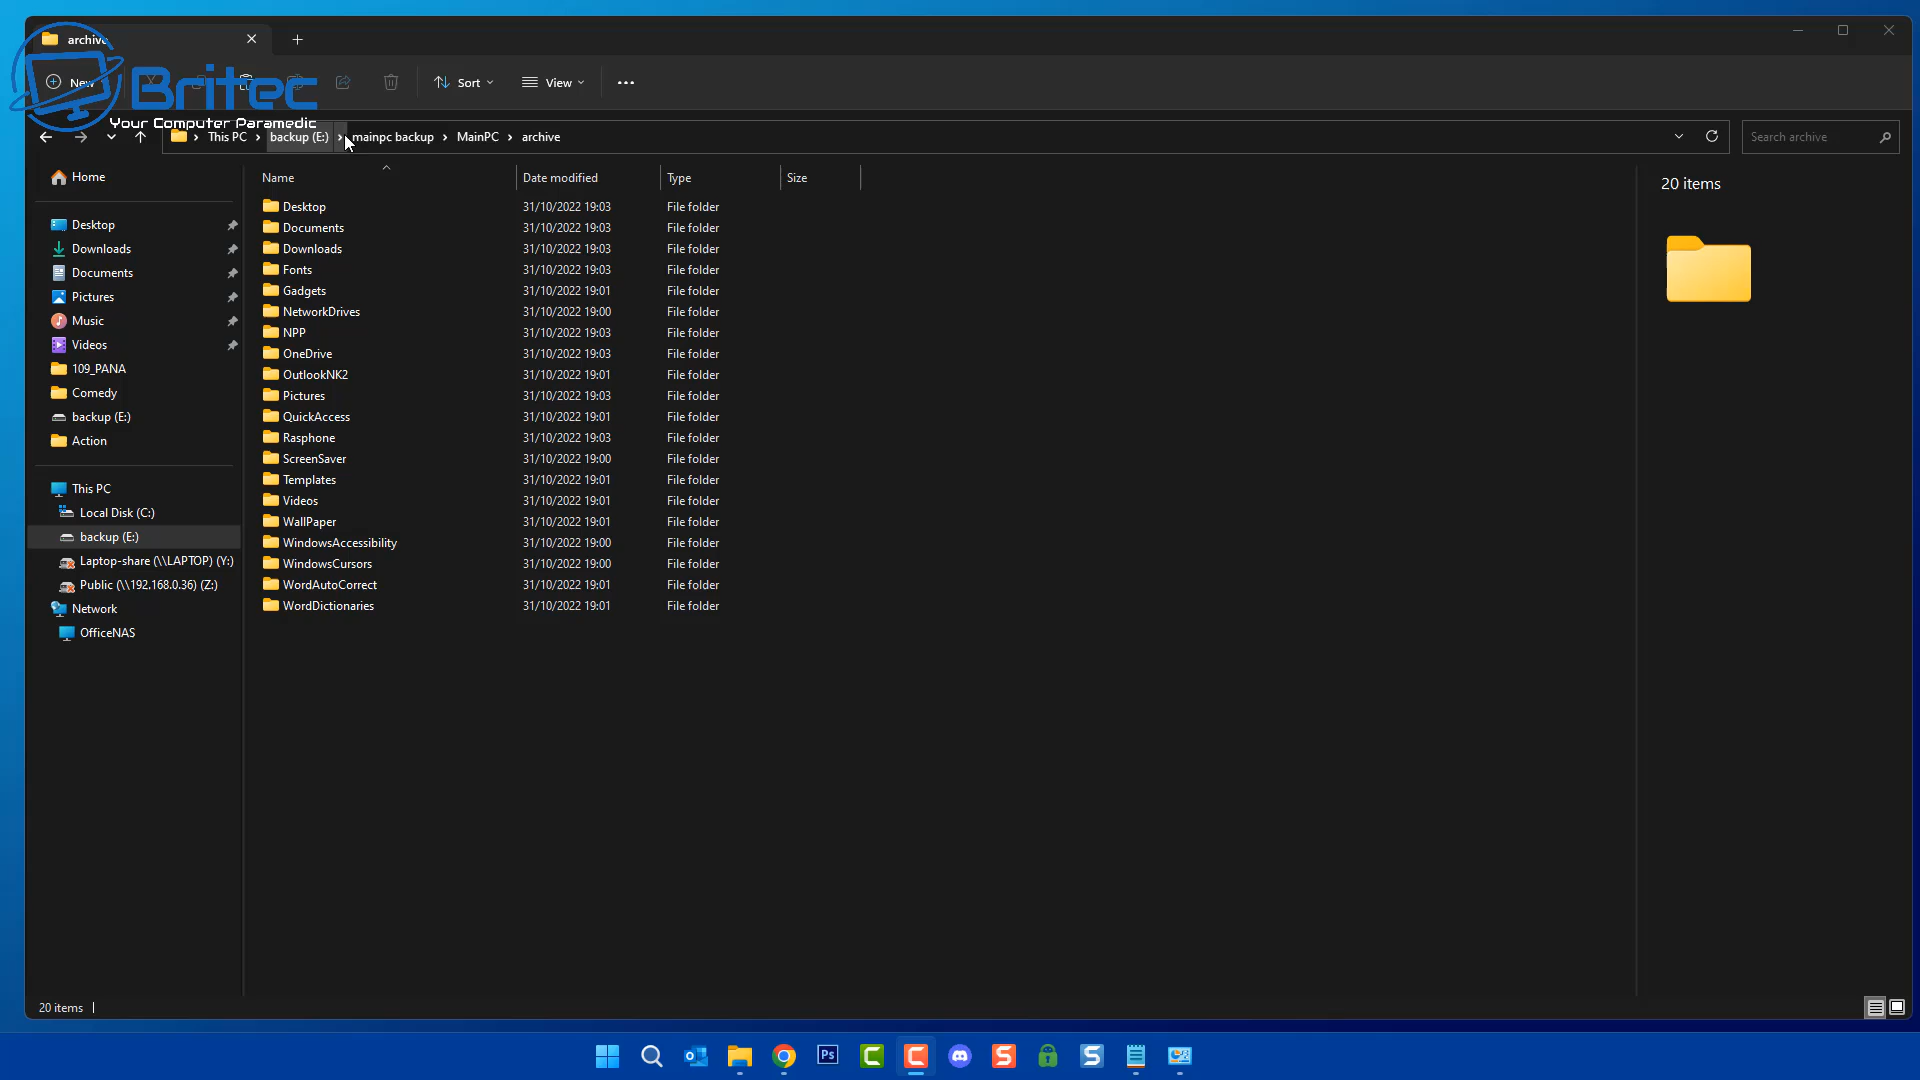 archive
New
Sort
View
Britec
Your Computer Paramedic
This PC
backup (E:)
mainpc backup
MainPC
archive
Search archive
Home
Desktop
Downloads
Documents
Pictures
Music
Videos
109_PANA
Comedy
backup (E:)
Action
This PC
Local Disk (C:)
backup (E:)
Laptop-share (\\LAPTOP) (Y:)
Public (\\192.168.0.36) (Z:)
Network
OfficeNAS
Name Date modified Type Size
Desktop 31/10/2022 19:03 File folder
Documents 31/10/2022 19:03 File folder
Downloads 31/10/2022 19:03 File folder
Fonts 31/10/2022 19:03 File folder
Gadgets 31/10/2022 19:01 File folder
NetworkDrives 31/10/2022 19:00 File folder
NPP 31/10/2022 19:03 File folder
OneDrive 31/10/2022 19:03 File folder
OutlookNK2 31/10/2022 19:01 File folder
Pictures 31/10/2022 19:03 File folder
QuickAccess 31/10/2022 19:01 File folder
Rasphone 31/10/2022 19:03 File folder
ScreenSaver 31/10/2022 19:00 File folder
Templates 31/10/2022 19:01 File folder
Videos 31/10/2022 19:01 File folder
WallPaper 31/10/2022 19:01 File folder
WindowsAccessibility 31/10/2022 19:00 File folder
WindowsCursors 31/10/2022 19:00 File folder
WordAutoCorrect 31/10/2022 19:01 File folder
WordDictionaries 31/10/2022 19:01 File folder
20 items
20 items
Ps